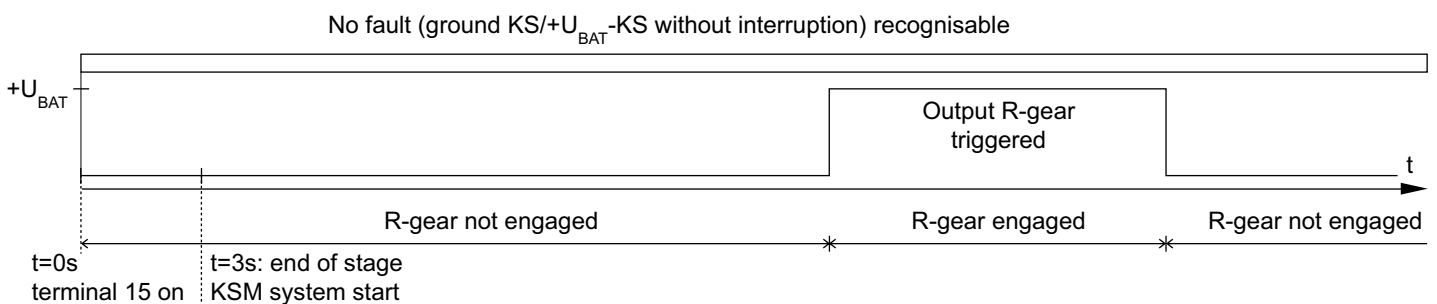 No fault (ground KS/+U_BAT-KS without interruption) recognisable
+U_BAT
Output R-gear
triggered
t
R-gear not engaged
R-gear engaged
R-gear not engaged
t=0s
terminal 15 on
t=3s: end of stage
KSM system start